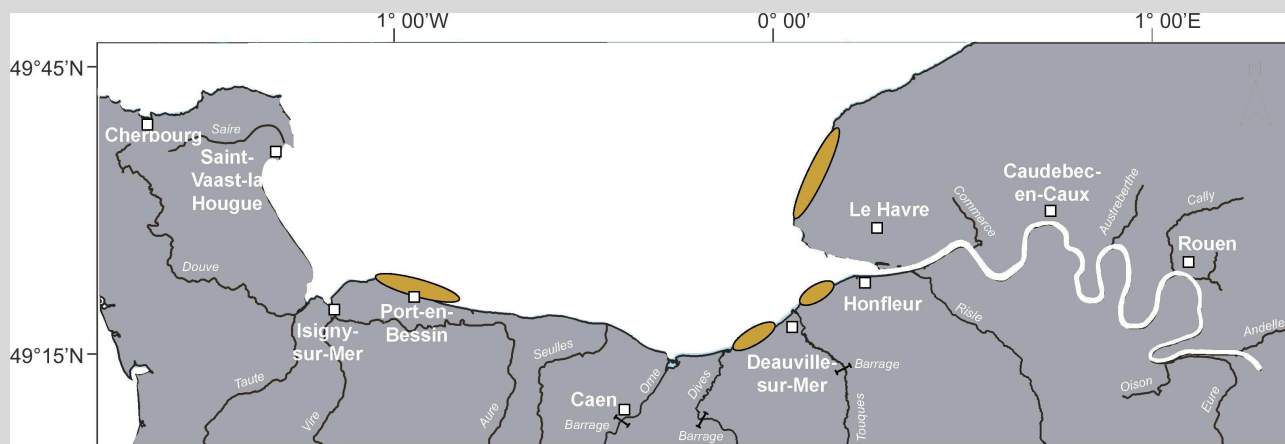 1° 00’W
0° 00’
1° 00’E
49°45’N
49°15’N
Cherbourg
Saire
Saint-
Vaast-la
Hougue
Douve
Isigny-
sur-Mer
Port-en-
Bessin
Taute
Vire
Aure
Seulles
Caen
Barrage
Orne
Dives
Barrage
Deauville-
sur-Mer
Barrage
Touques
Honfleur
Le Havre
Risle
Commerce
Caudebec-
en-Caux
Austreberthe
Cally
Rouen
Andelle
Oison
Eure
N